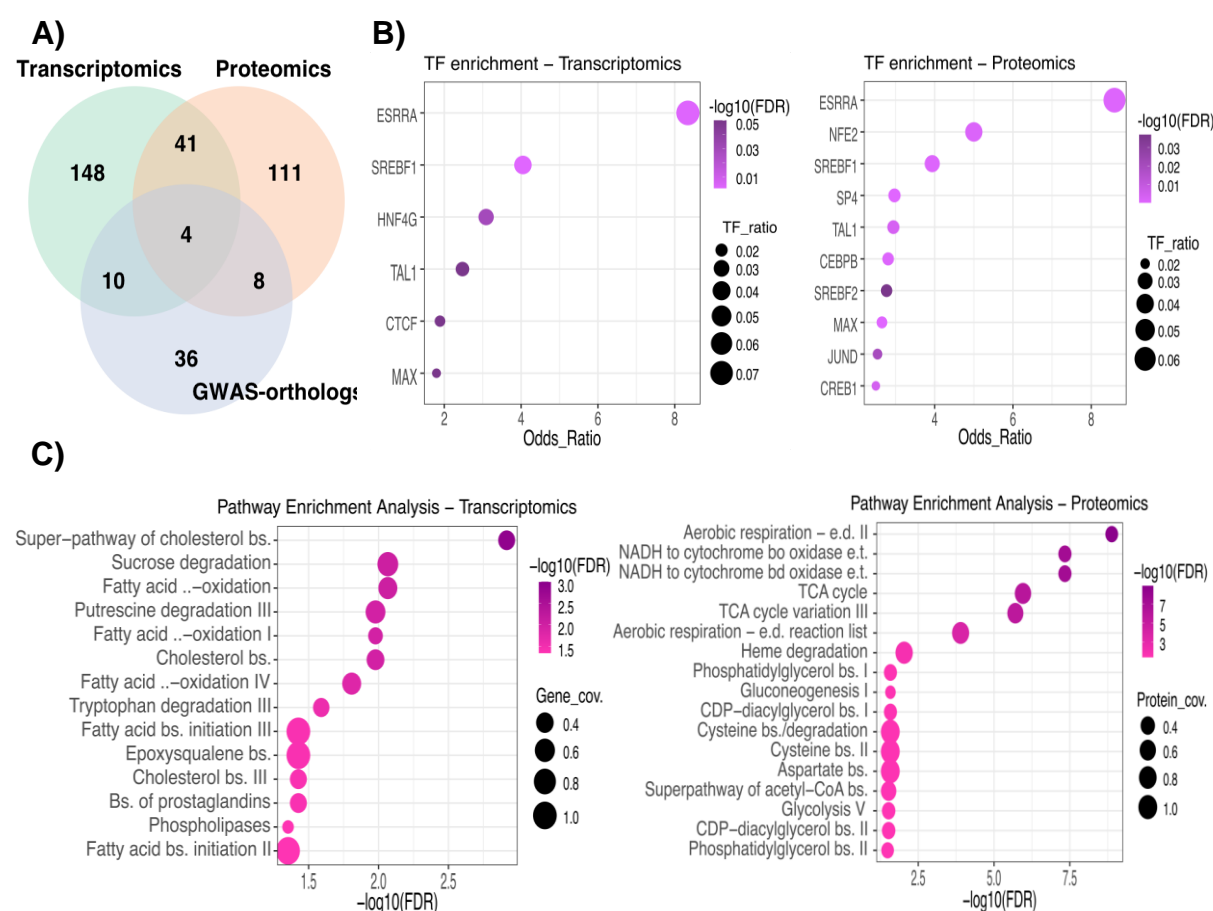 A)
Transcriptomics Proteomics
41
148
111
4
10
8
36
GWAS-orthologs
B)
TF enrichment – Transcriptomics
ESRRA
SREBF1
HNF4G
TAL1
CTCF
MAX
2 4 6 8
Odds_Ratio
-log10(FDR)
0.05
0.03
0.01
TF_ratio
0.02
0.03
0.04
0.05
0.06
0.07
TF enrichment – Proteomics
ESRRA
NFE2
SREBF1
SP4
TAL1
CEBPB
SREBF2
MAX
JUND
CREB1
4 6 8
Odds_Ratio
-log10(FDR)
0.03
0.02
0.01
TF_ratio
0.02
0.03
0.04
0.05
0.06
C)
Pathway Enrichment Analysis – Transcriptomics
Super–pathway of cholesterol bs.
Sucrose degradation
Fatty acid ..–oxidation
Putrescine degradation III
Fatty acid ..–oxidation I
Cholesterol bs.
Fatty acid ..–oxidation IV
Tryptophan degradation III
Fatty acid bs. initiation III
Epoxysqualene bs.
Cholesterol bs. III
Bs. of prostaglandins
Phospholipases
Fatty acid bs. initiation II
1.5 2.0 2.5
–log10(FDR)
-log10(FDR)
3.0
2.5
2.0
1.5
Gene_cov.
0.4
0.6
0.8
1.0
Pathway Enrichment Analysis – Proteomics
Aerobic respiration – e.d. II
NADH to cytochrome bo oxidase e.t.
NADH to cytochrome bd oxidase e.t.
TCA cycle
TCA cycle variation III
Aerobic respiration – e.d. reaction list
Heme degradation
Phosphatidylglycerol bs. I
Gluconeogenesis I
CDP–diacylglycerol bs. I
Cysteine bs./degradation
Cysteine bs. II
Aspartate bs.
Superpathway of acetyl–CoA bs.
Glycolysis V
CDP–diacylglycerol bs. II
Phosphatidylglycerol bs. II
2.5 5.0 7.5
–log10(FDR)
-log10(FDR)
7
5
3
Protein_cov.
0.4
0.6
0.8
1.0